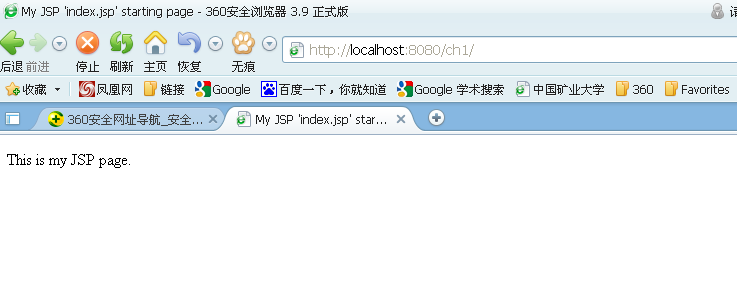 My JSP 'index.jsp' starting page - 360安全浏览器 3.9 正式版
后退 前进 停止 刷新 主页 恢复 无痕 http://localhost:8080/ch1/
收藏 凤凰网 链接 Google 百度一下，你就知道 Google 学术搜索 中国矿业大学 360 Favorites
360安全网址导航_安全... My JSP 'index.jsp' star...
This is my JSP page.